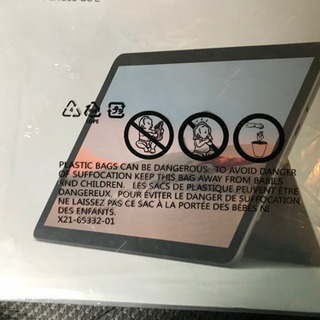 PLASTIC BAGS CAN BE DANGEROUS: TO AVOID DANGER
OF SUFFOCATION KEEP THIS BAG AWAY FROM BABIES
AND CHILDREN. LES SACS DE PLASTIQUE PEUVENT ÊTRE
DANGEREUX. POUR ÉVITER LE DANGER DE SUFFOCATION
NE LAISSEZ PAS CE SAC À LA PORTÉE DES BÉBÉS NI
DES ENFANTS.
X21-65332-01